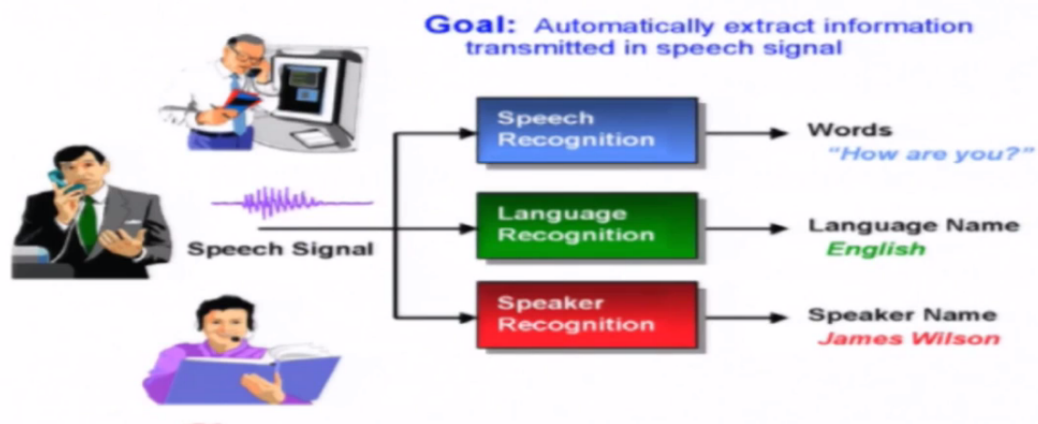 Goal: Automatically extract information
transmitted in speech signal
Speech
Recognition
Words
"How are you?"
Speech Signal
Language
Recognition
Language Name
English
Speaker
Recognition
Speaker Name
James Wilson